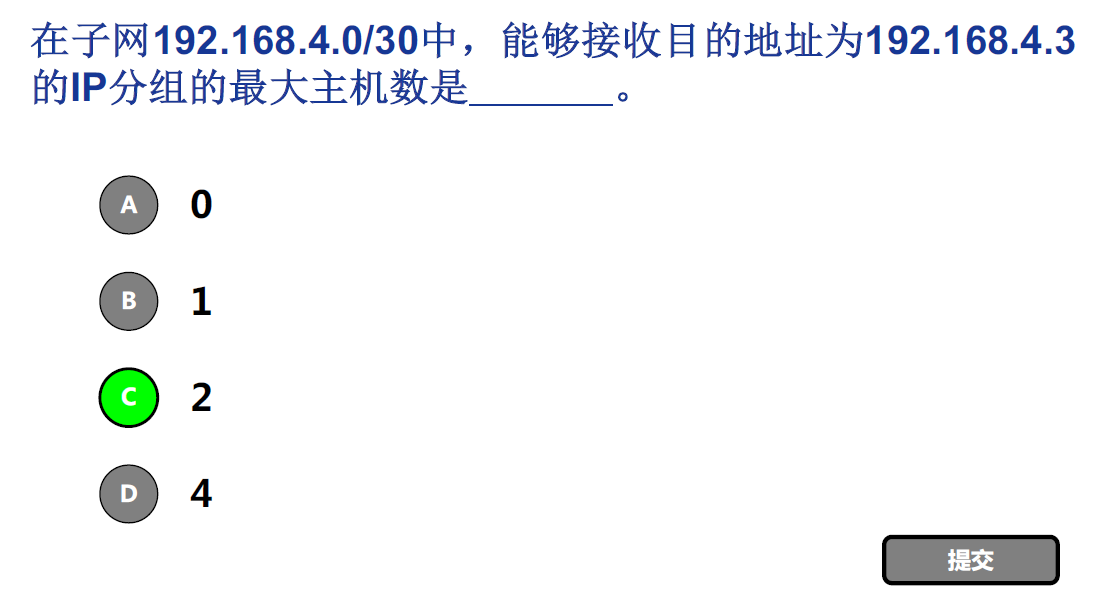 在子网192.168.4.0/30中，能够接收目的地址为192.168.4.3
的IP分组的最大主机数是_______。
A 0
B 1
C 2
D 4
提交